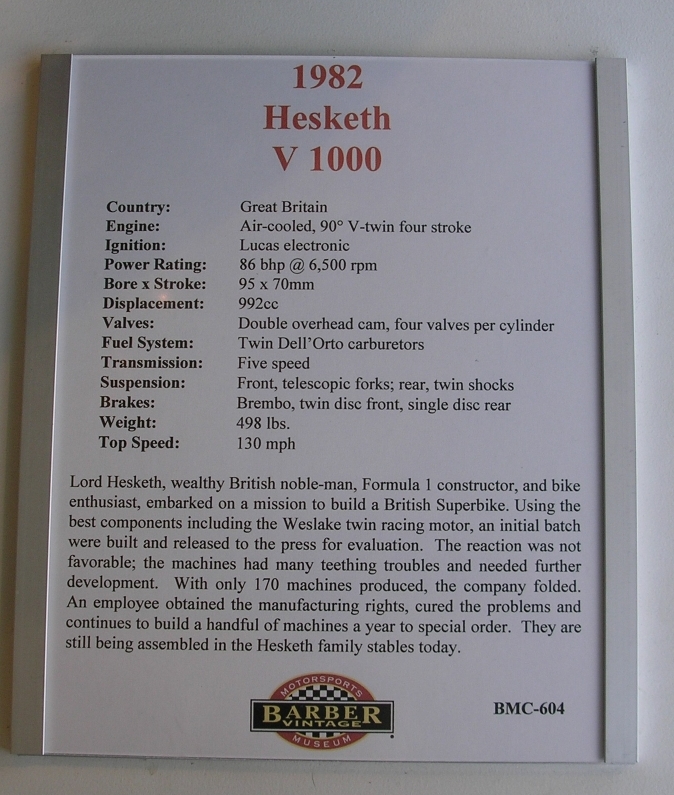 1982
Hesketh
V 1000
Country: Great Britain
Engine: Air-cooled, 90° V-twin four stroke
Ignition: Lucas electronic
Power Rating: 86 bhp @ 6,500 rpm
Bore x Stroke: 95 x 70mm
Displacement: 992cc
Valves: Double overhead cam, four valves per cylinder
Fuel System: Twin Dell'Orto carburetors
Transmission: Five speed
Suspension: Front, telescopic forks; rear, twin shocks
Brakes: Brembo, twin disc front, single disc rear
Weight: 498 lbs.
Top Speed: 130 mph
Lord Hesketh, wealthy British noble-man, Formula 1 constructor, and bike
enthusiast, embarked on a mission to build a British Superbike. Using the
best components including the Weslake twin racing motor, an initial batch
were built and released to the press for evaluation. The reaction was not
favorable; the machines had many teething troubles and needed further
development. With only 170 machines produced, the company folded.
An employee obtained the manufacturing rights, cured the problems and
continues to build a handful of machines a year to special order. They are
still being assembled in the Hesketh family stables today.
MOTORSPORTS
BARBER
VINTAGE
MUSEUM
BMC-604